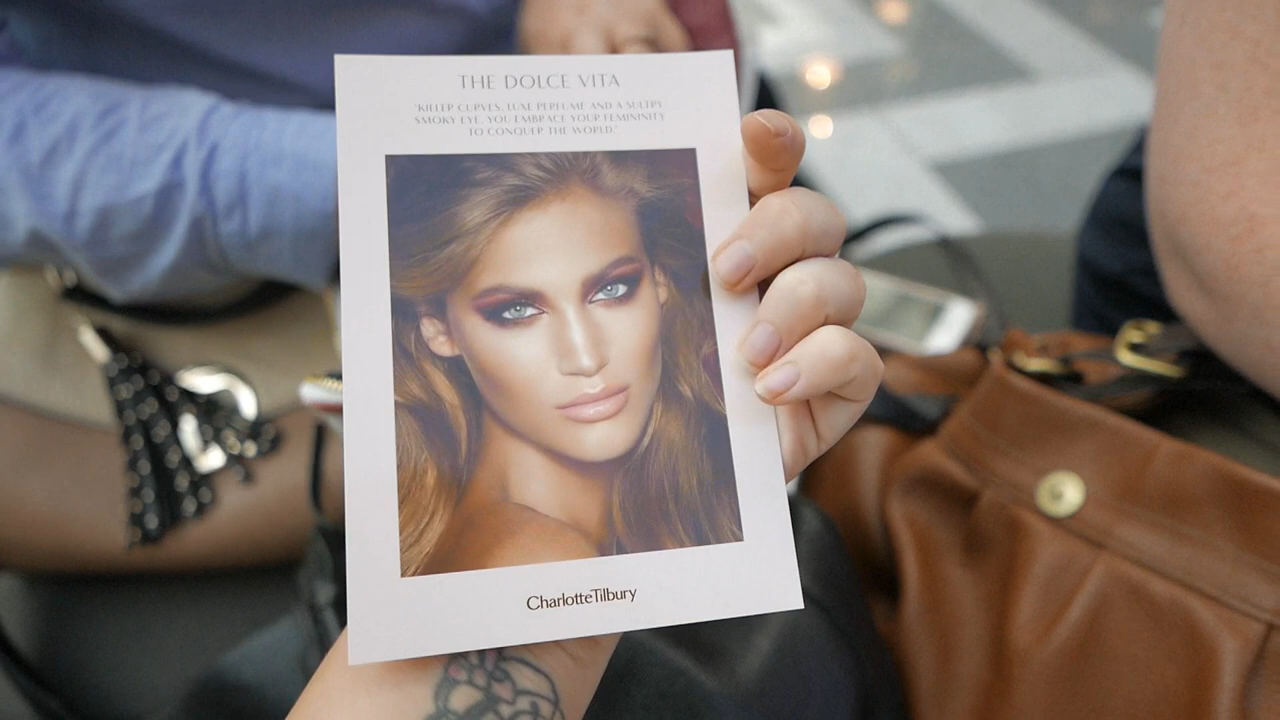 THE DOLCE VITA
'KILLER CURVES, LUXE PERFUME AND A SULTRY
SMOKY EYE. YOU EMBRACE YOUR FEMININITY
TO CONQUER THE WORLD.'
CharlotteTilbury